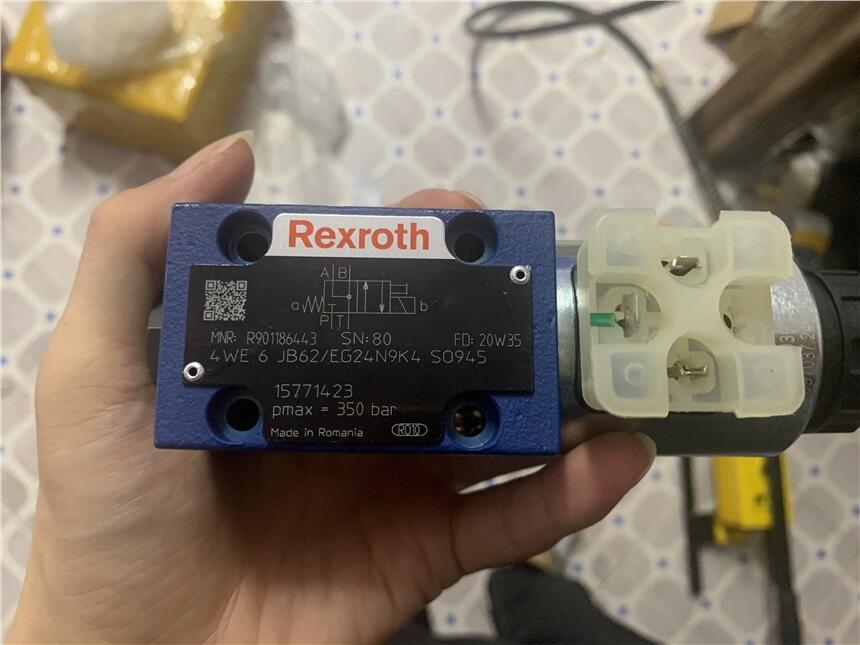 Rexroth
A B
a T b
P T
MNR: R901186443 SN: 80 FD: 20W35
4WE 6 JB62/EG24N9K4 SO945
15771423
pmax = 350 bar
Made in Romania RO10